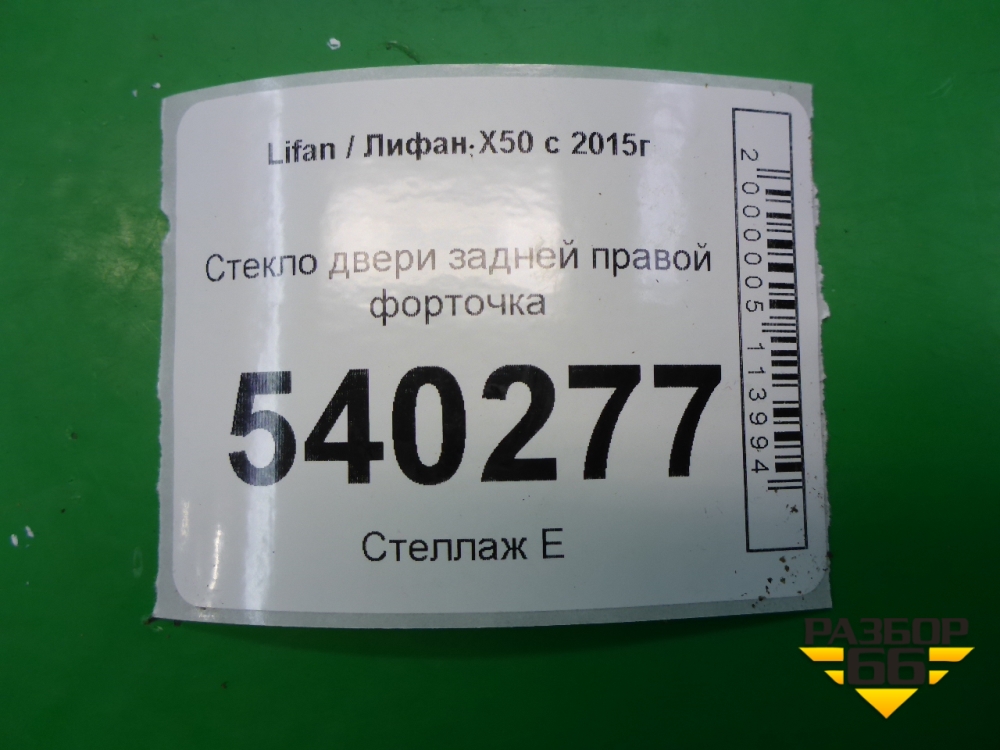 Lifan / Лифан X50 с 2015г
Стекло двери задней правой
форточка
540277
Стеллаж Е
2000005113994
РАЗБОР
66